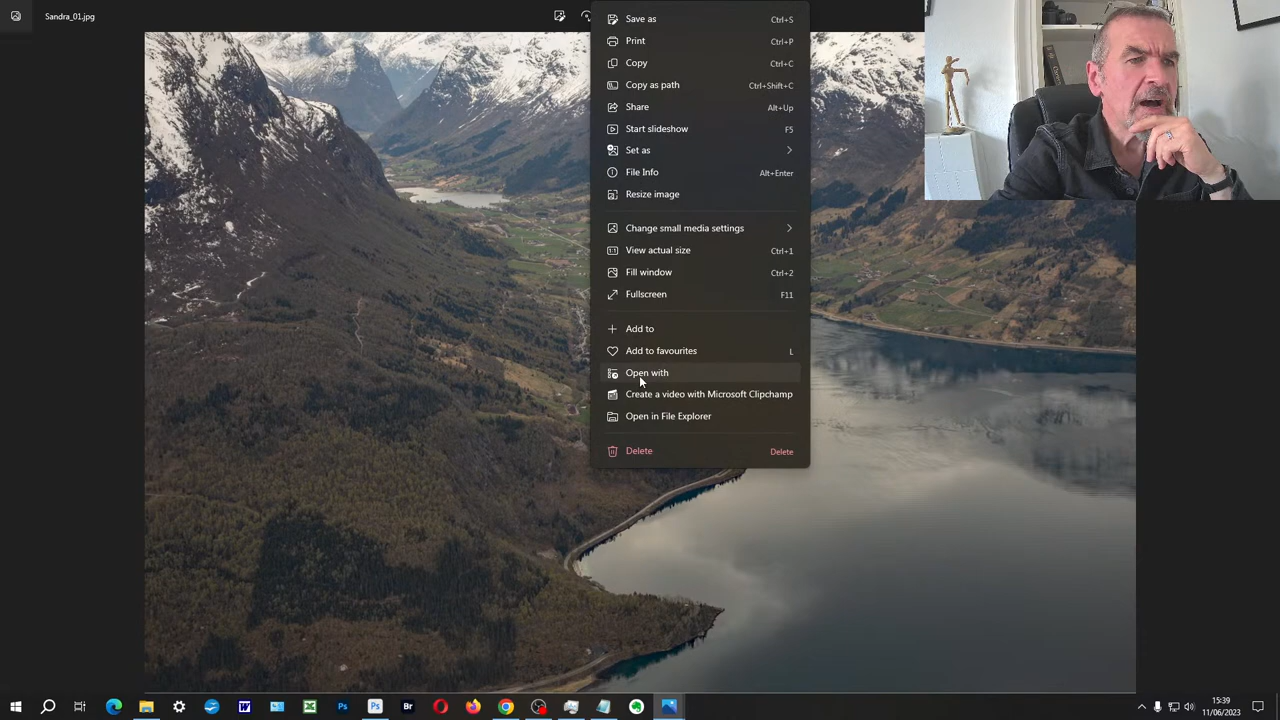 Sandra_01.jpg
Save as Ctrl+S
Print Ctrl+P
Copy Ctrl+C
Copy as path Ctrl+Shift+C
Share Alt+Up
Start slideshow F5
Set as
File Info Alt+Enter
Resize image
Change small media settings
View actual size Ctrl+1
Fill window Ctrl+2
Fullscreen F11
Add to
Add to favourites L
Open with
Create a video with Microsoft Clipchamp
Open in File Explorer
Delete Delete
W Ps Ps Br
15:39
11/06/2023